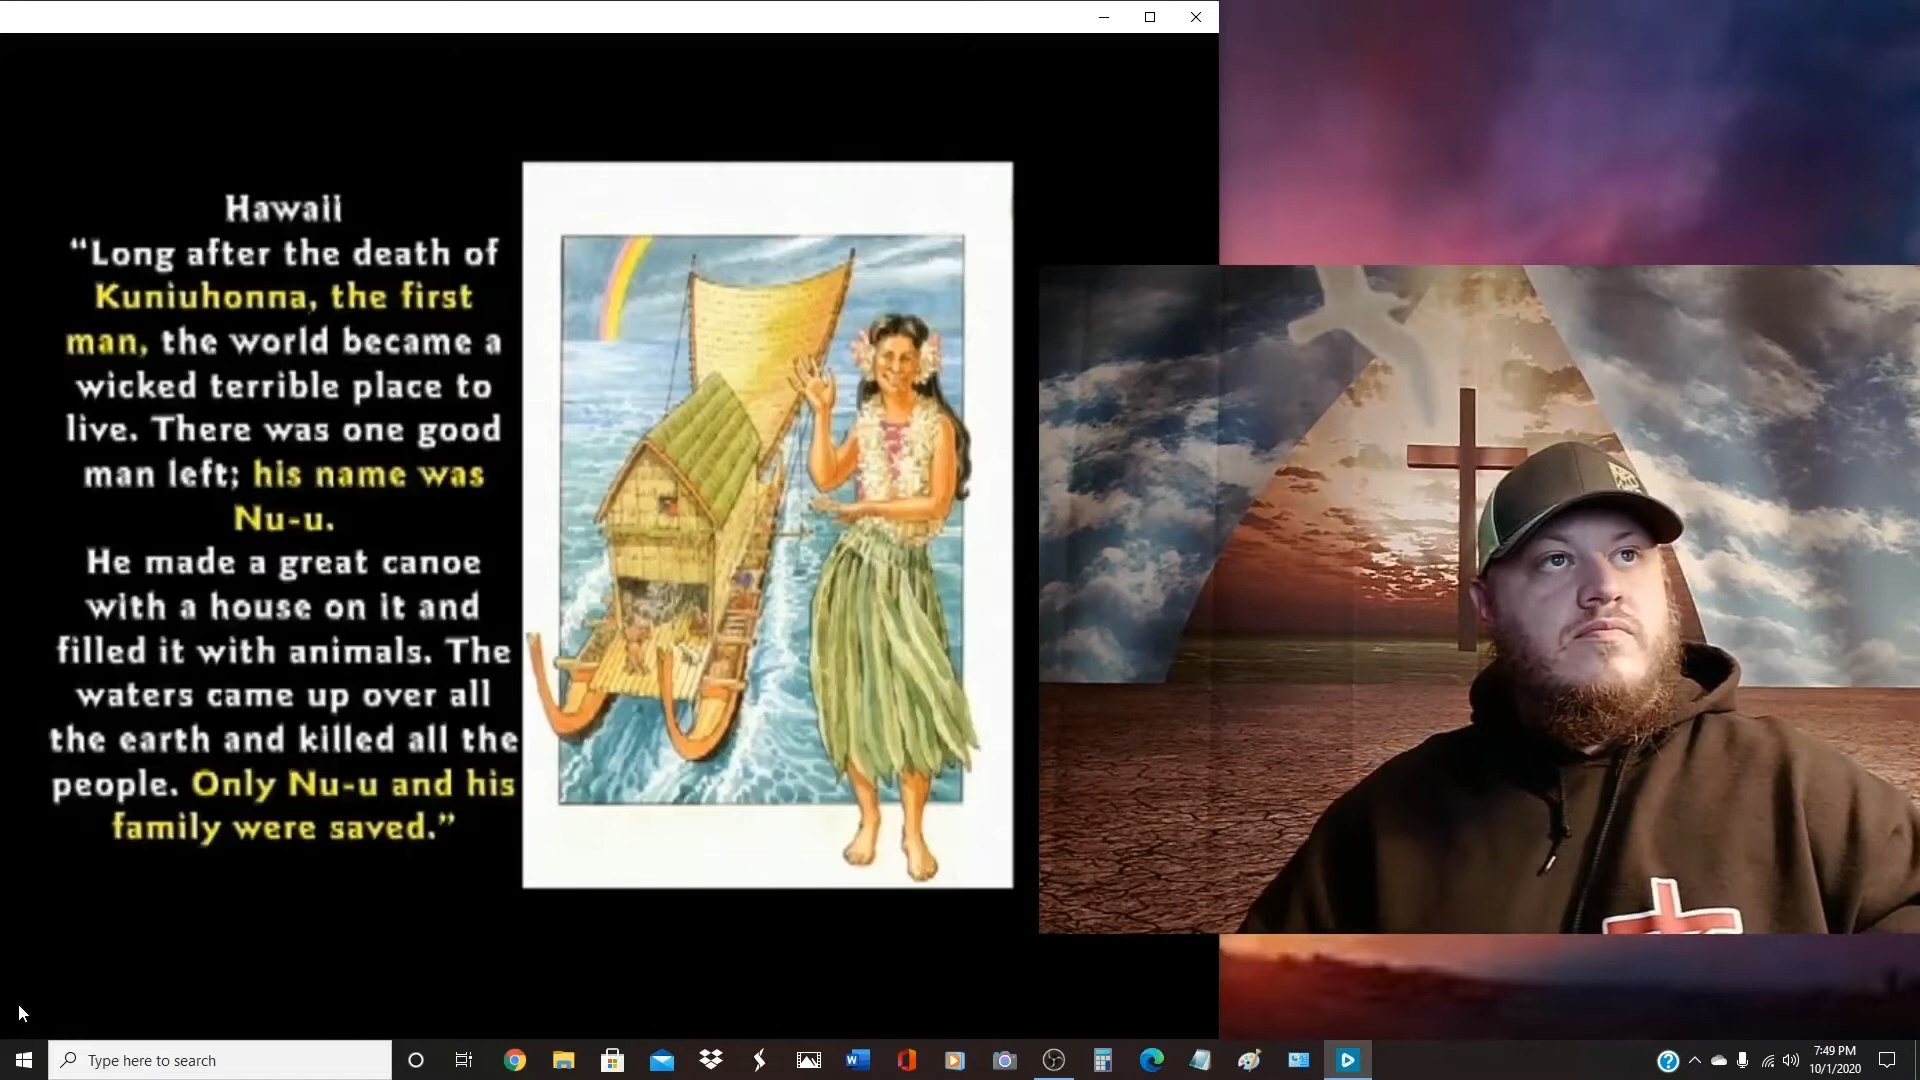 Hawaii
“Long after the death of
Kuniuhonna, the first
man, the world became a
wicked terrible place to
live. There was one good
man left; his name was
Nu-u.
He made a great canoe
with a house on it and
filled it with animals. The
waters came up over all
the earth and killed all the
people. Only Nu-u and his
family were saved.”
Type here to search
7:49 PM
10/1/2020